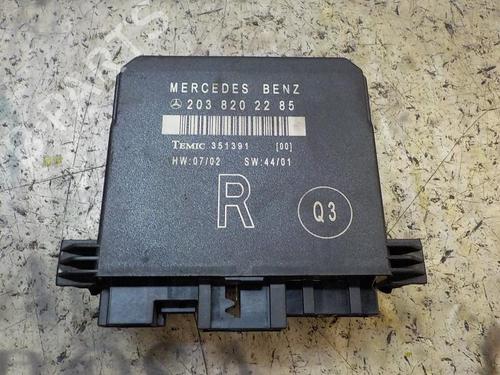 MERCEDES BENZ
203 820 22 85
TEMIC 351391 [00]
HW:07/02 SW:44/01
R
Q3